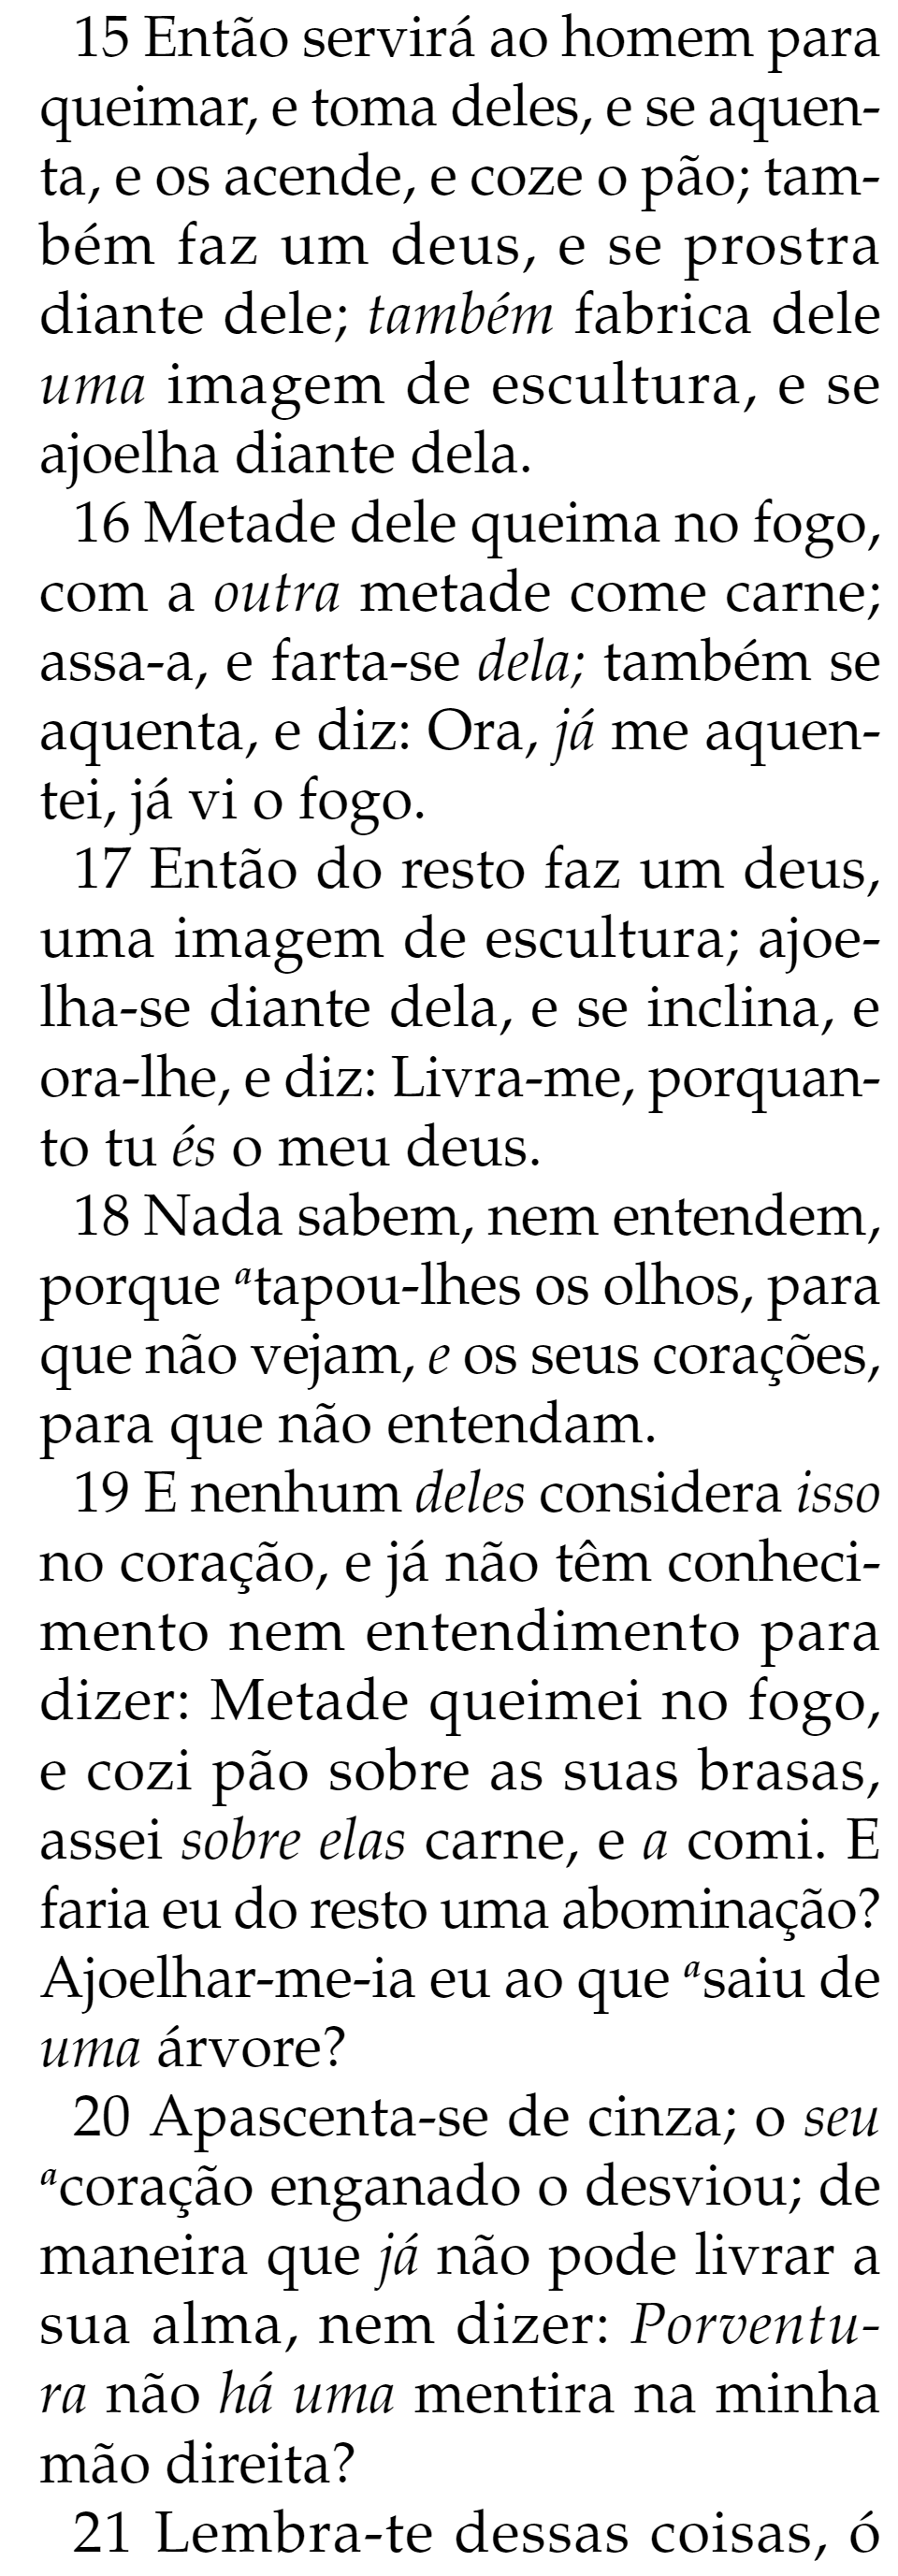 15 Então servirá ao homem para
queimar, e toma deles, e se aquen-
ta, e os acende, e coze o pão; tam-
bém faz um deus, e se prostra
diante dele; também fabrica dele
uma imagem de escultura, e se
ajoelha diante dela.
16 Metade dele queima no fogo,
com a outra metade come carne;
assa-a, e farta-se dela; também se
aquenta, e diz: Ora, já me aquen-
tei, já vi o fogo.
17 Então do resto faz um deus,
uma imagem de escultura; ajoe-
lha-se diante dela, e se inclina, e
ora-lhe, e diz: Livra-me, porquan-
to tu és o meu deus.
18 Nada sabem, nem entendem,
porque ᵃtapou-lhes os olhos, para
que não vejam, e os seus corações,
para que não entendam.
19 E nenhum deles considera isso
no coração, e já não têm conheci-
mento nem entendimento para
dizer: Metade queimei no fogo,
e cozi pão sobre as suas brasas,
assei sobre elas carne, e a comi. E
faria eu do resto uma abominação?
Ajoelhar-me-ia eu ao que ᵃsaiu de
uma árvore?
20 Apascenta-se de cinza; o seu
ᵃcoração enganado o desviou; de
maneira que já não pode livrar a
sua alma, nem dizer: Porventu-
ra não há uma mentira na minha
mão direita?
21 Lembra-te dessas coisas, ó